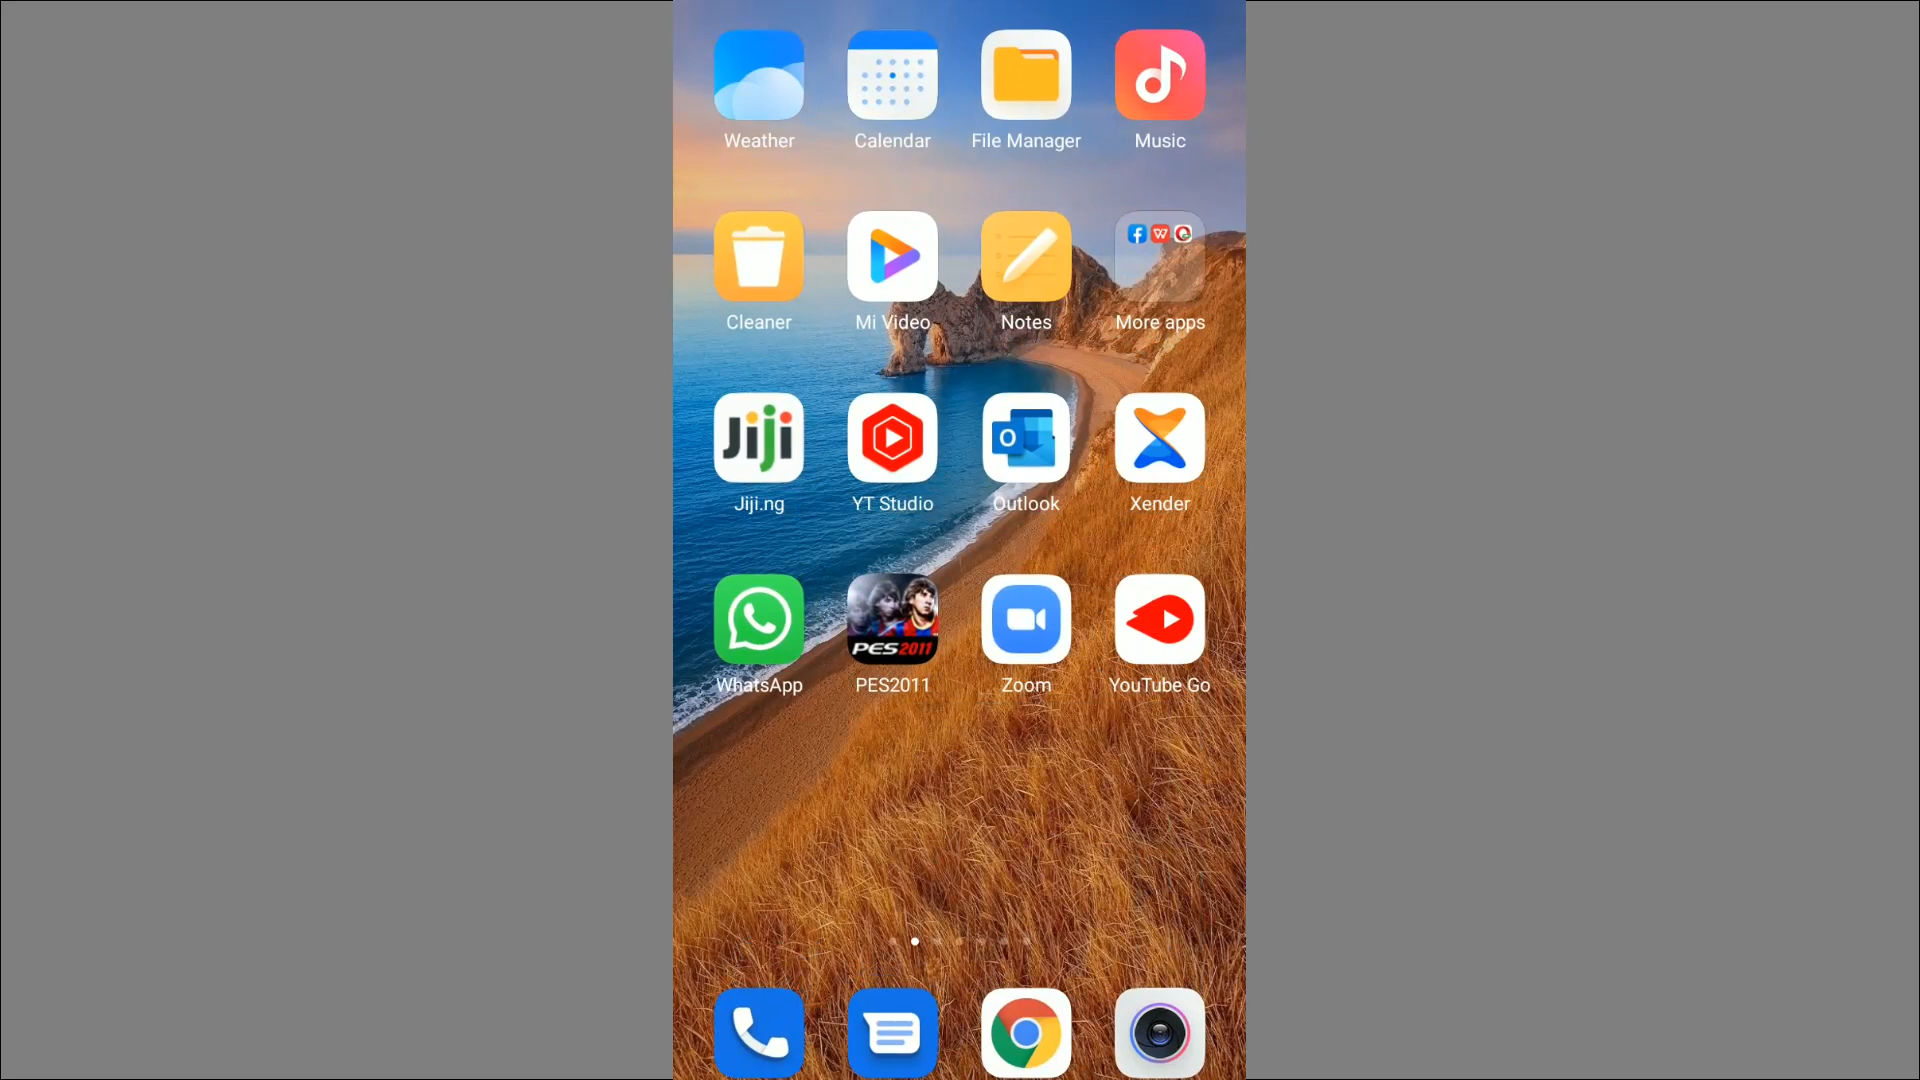 Weather Calendar File Manager Music
Cleaner Mi Video Notes More apps
Jiji
Jiji.ng YT Studio Outlook Xender
PES2011
WhatsApp PES2011 Zoom YouTube Go